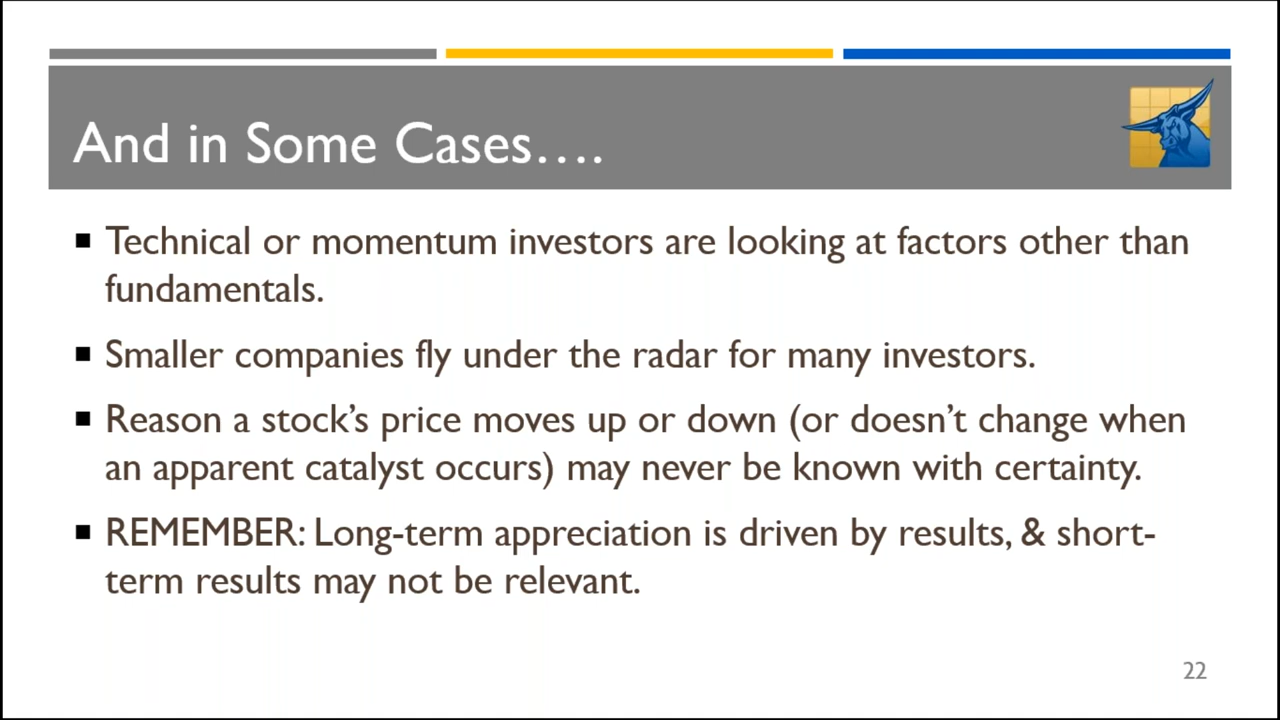 And in Some Cases….
■ Technical or momentum investors are looking at factors other than
fundamentals.
■ Smaller companies fly under the radar for many investors.
■ Reason a stock’s price moves up or down (or doesn’t change when
an apparent catalyst occurs) may never be known with certainty.
■ REMEMBER: Long-term appreciation is driven by results, & short-
term results may not be relevant.
22